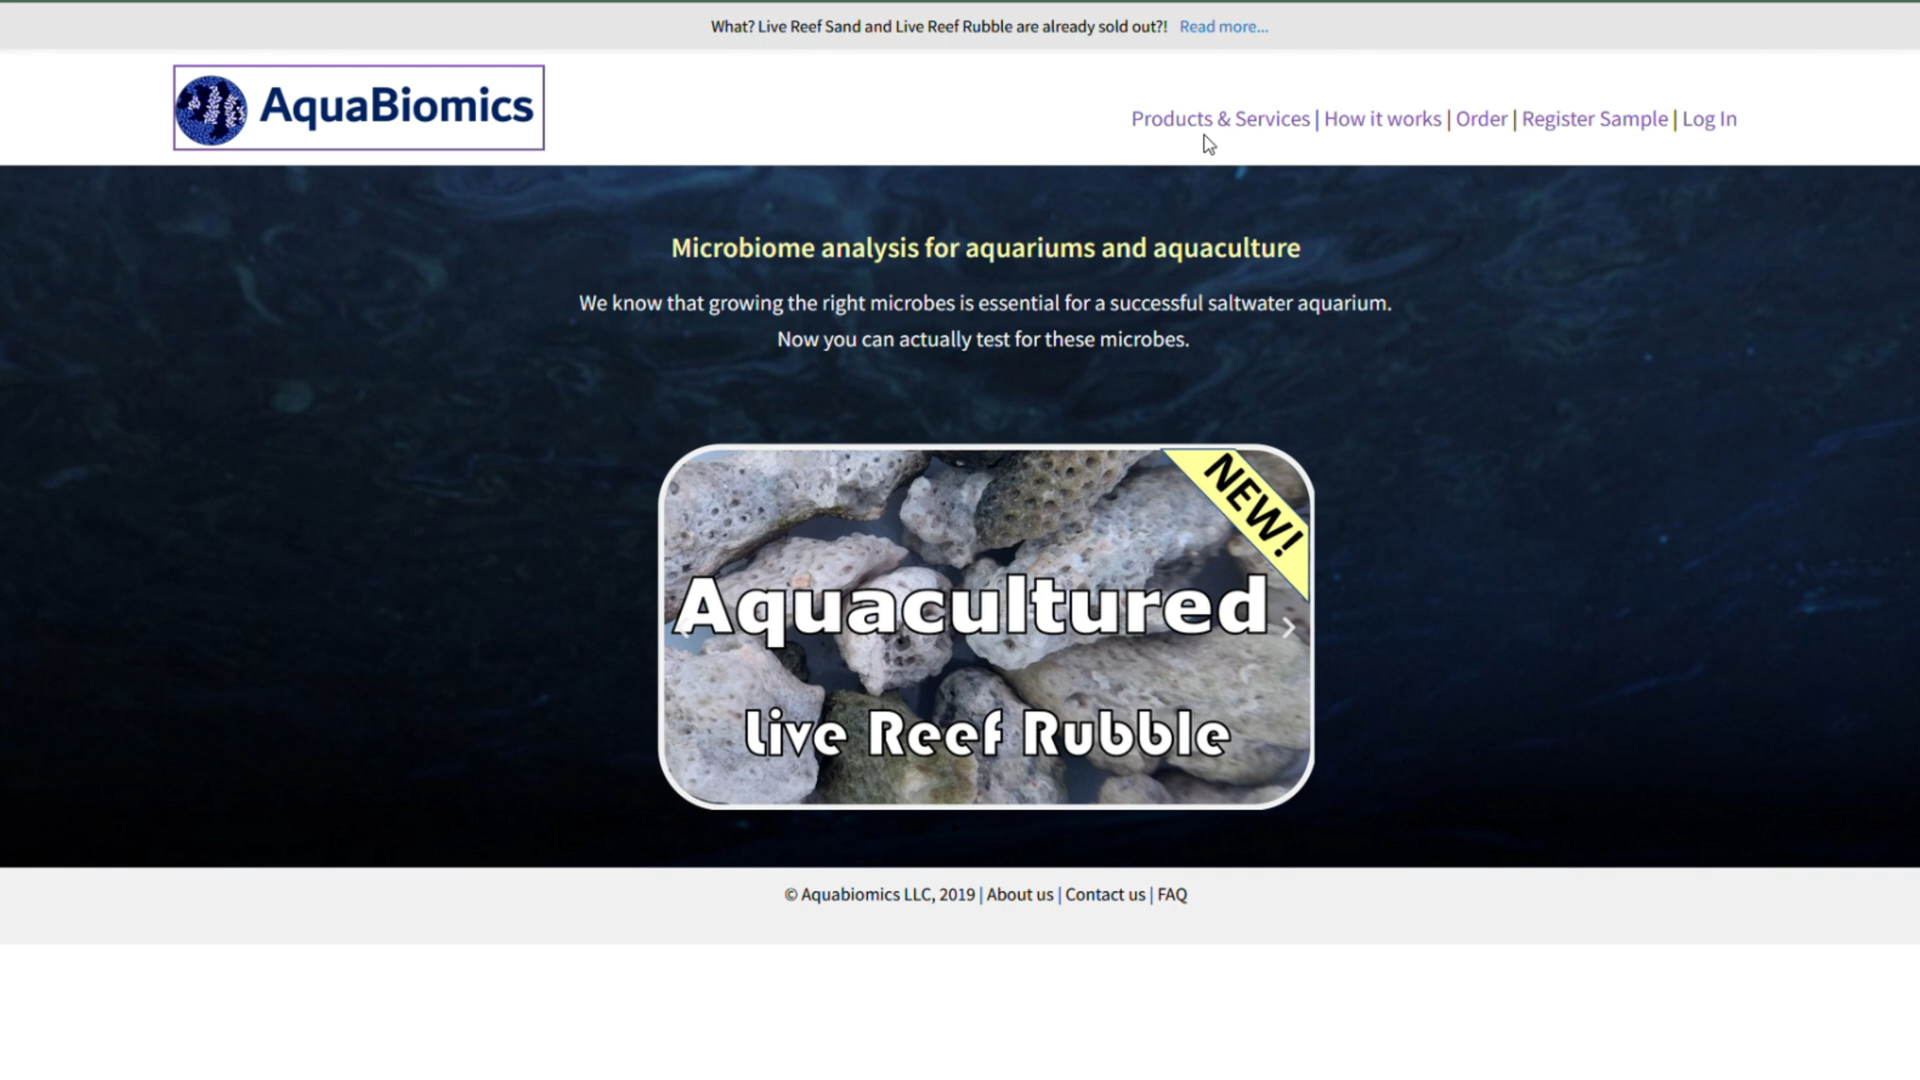 What? Live Reef Sand and Live Reef Rubble are already sold out?! Read more...
AquaBiomics
Products & Services | How it works | Order | Register Sample | Log In
Microbiome analysis for aquariums and aquaculture
We know that growing the right microbes is essential for a successful saltwater aquarium.
Now you can actually test for these microbes.
NEW!
Aquacultured
Live Reef Rubble
© Aquabiomics LLC, 2019 | About us | Contact us | FAQ